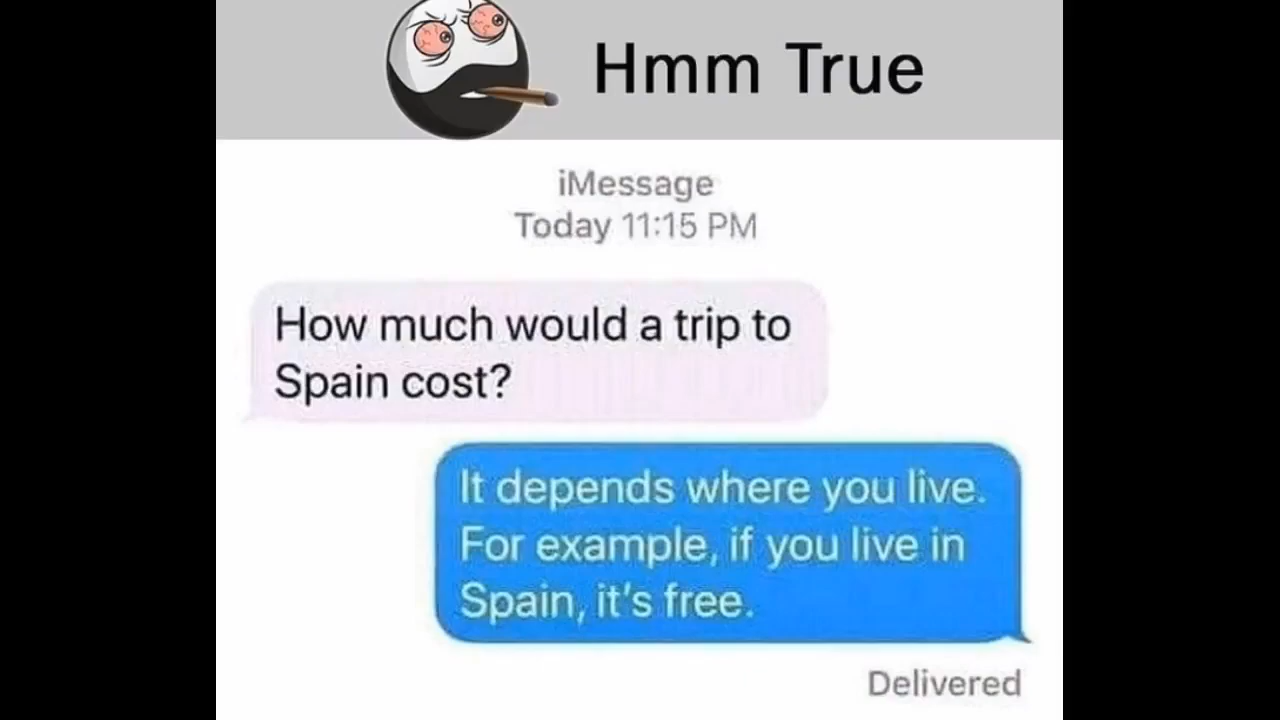 Hmm True
iMessage
Today 11:15 PM
How much would a trip to
Spain cost?
It depends where you live.
For example, if you live in
Spain, it's free.
Delivered